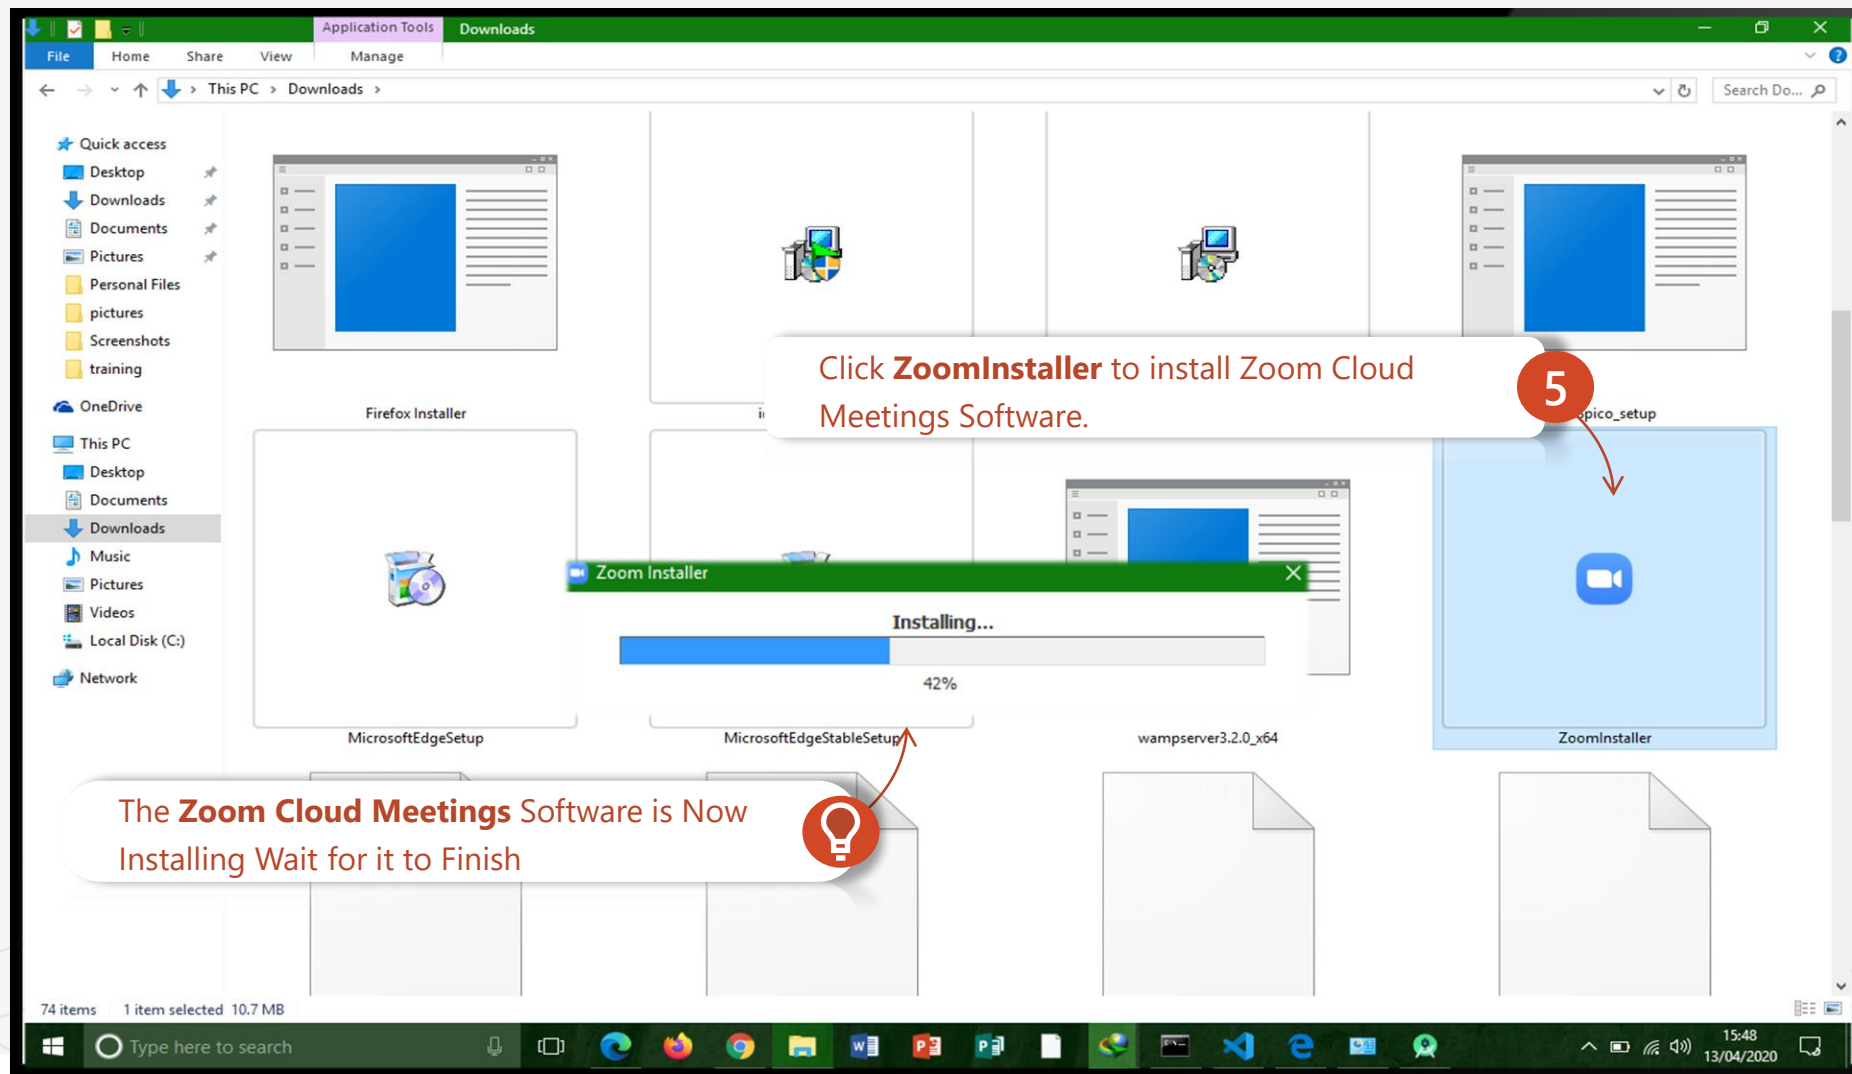 Application Tools
Downloads
File
Home
Share
View
Manage
This PC > Downloads >
Search Do...
Quick access
Desktop
Downloads
Documents
Pictures
Personal Files
pictures
Screenshots
training
OneDrive
This PC
Desktop
Documents
Downloads
Music
Pictures
Videos
Local Disk (C:)
Network
Click ZoomInstaller to install Zoom Cloud
Meetings Software.
5
Firefox Installer
pico_setup
Zoom Installer
Installing...
42%
MicrosoftEdgeSetup
MicrosoftEdgeStableSetup
wampserver3.2.0_x64
ZoomInstaller
The Zoom Cloud Meetings Software is Now
Installing Wait for it to Finish
74 items
1 item selected 10.7 MB
Type here to search
15:48
13/04/2020